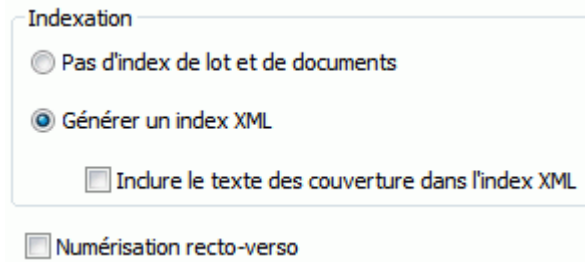 Indexation
Pas d'index de lot et de documents
Générer un index XML
Inclure le texte des couverture dans l'index XML
Numérisation recto-verso